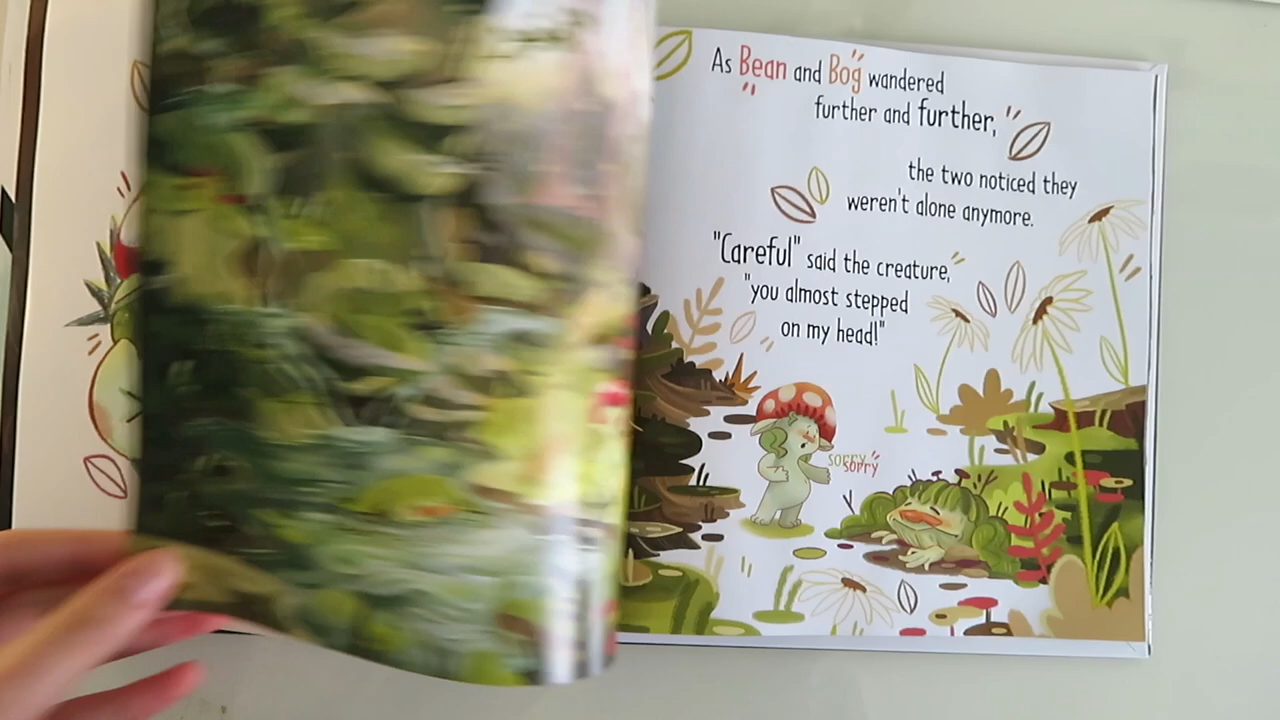 As Bean and Bog wandered
further and further,
the two noticed they
weren't alone anymore.
"Careful" said the creature,
"you almost stepped
on my head!"
SORRY SORRY